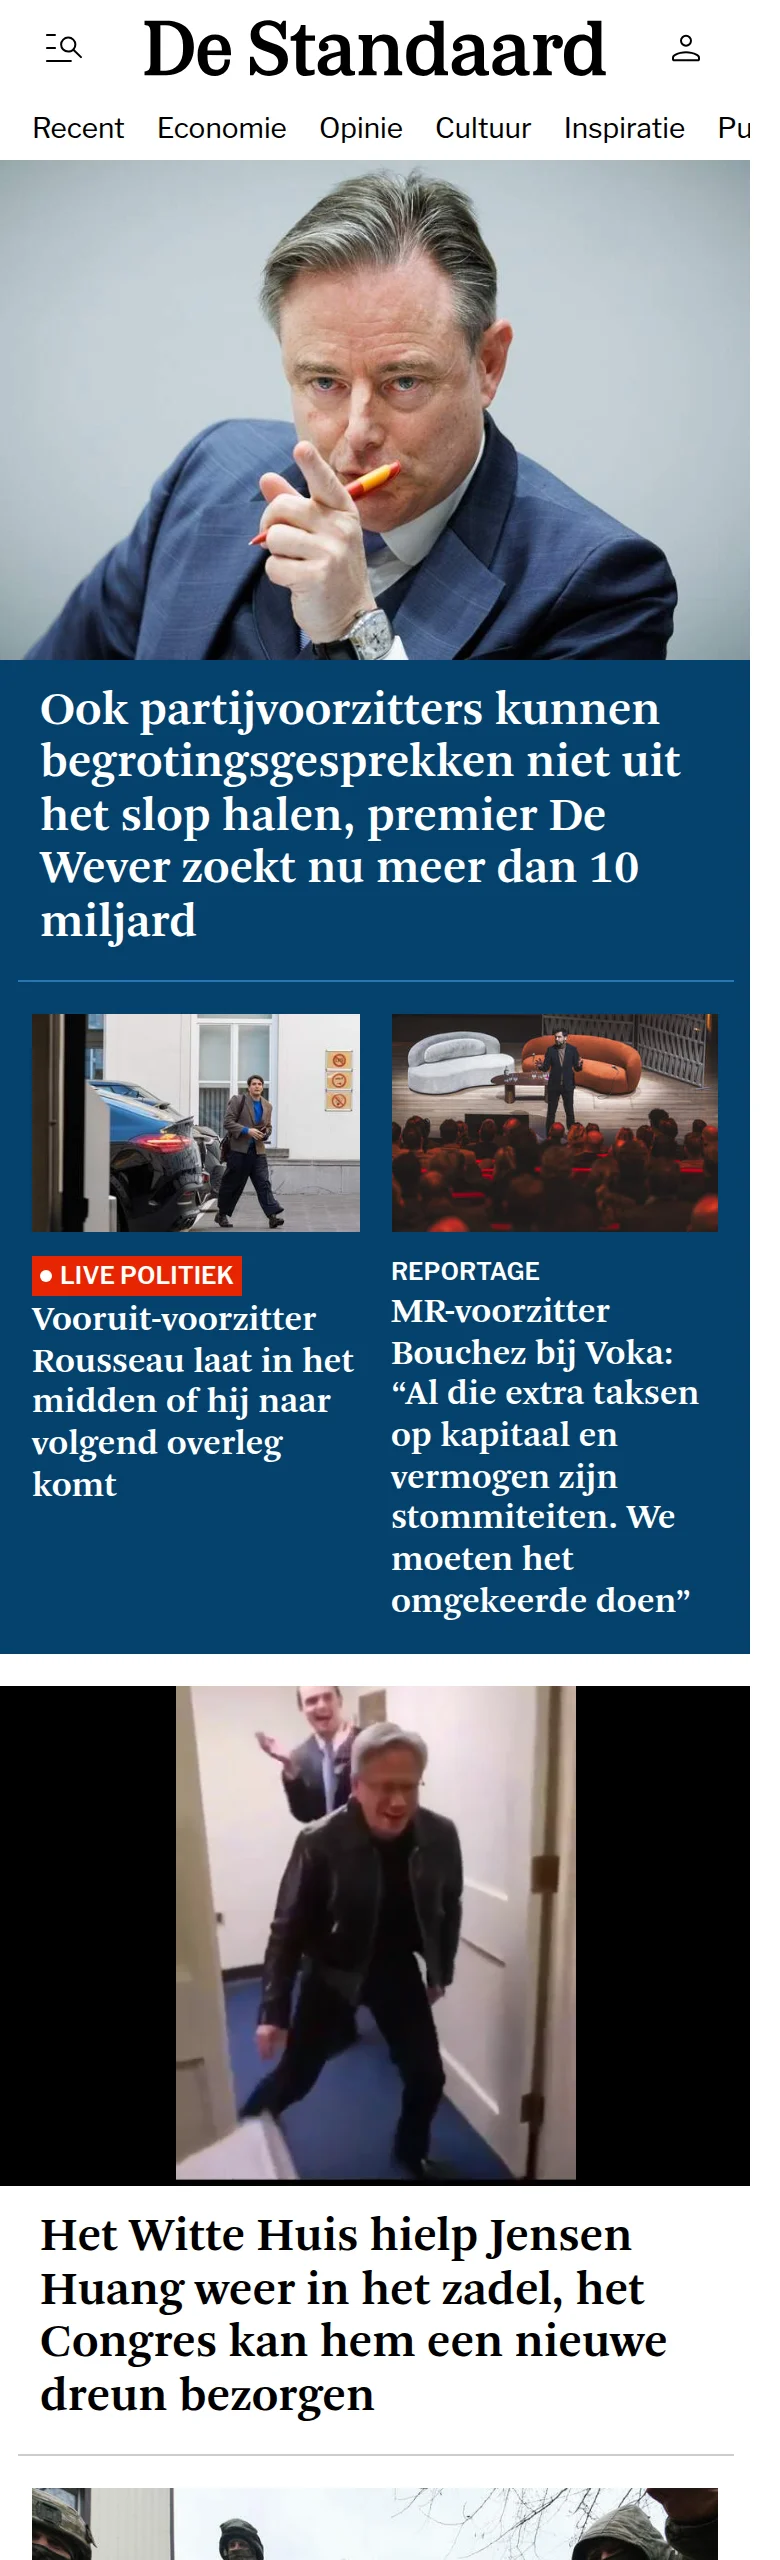 De Standaard
Recent Economie Opinie Cultuur Inspiratie Pu
Ook partijvoorzitters kunnen
begrotingsgesprekken niet uit
het slop halen, premier De
Wever zoekt nu meer dan 10
miljard
LIVE POLITIEK
Vooruit-voorzitter
Rousseau laat in het
midden of hij naar
volgend overleg
komt
REPORTAGE
MR-voorzitter
Bouchez bij Voka:
“Al die extra taksen
op kapitaal en
vermogen zijn
stommiteiten. We
moeten het
omgekeerde doen”
Het Witte Huis hielp Jensen
Huang weer in het zadel, het
Congres kan hem een nieuwe
dreun bezorgen